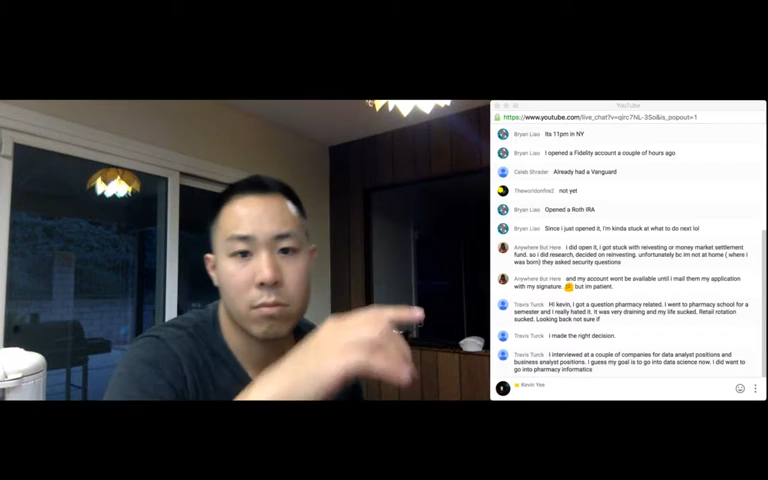 YouTube
https://www.youtube.com/live_chat?v=qirc7NL-3So&is_popout=1
Bryan Liao Its 11pm in NY
Bryan Liao I opened a Fidelity account a couple of hours ago
Caleb Shrader Already had a Vanguard
Theworldonfire2 not yet
Bryan Liao Opened a Roth IRA
Bryan Liao Since i just opened it, i'm kinda stuck at what to do next lol
Anywhere But Here i did open it, i got stuck with reivesting or money market settlement
fund. so i did research, decided on reinvesting. unfortunately bc im not at home ( where i
was born) they asked security questions
Anywhere But Here and my account wont be available until i mail them my application
with my signature. but im patient.
Travis Turck Hi kevin, I got a question pharmacy related. I went to pharmacy school for a
semester and I really hated it. It was very draining and my life sucked. Retail rotation
sucked. Looking back not sure if
Travis Turck i made the right decision.
Travis Turck I interviewed at a couple of companies for data analyst positions and
business analyst positions. I guess my goal is to go into data science now. I did want to
go into pharmacy informatics
Kevin Yee